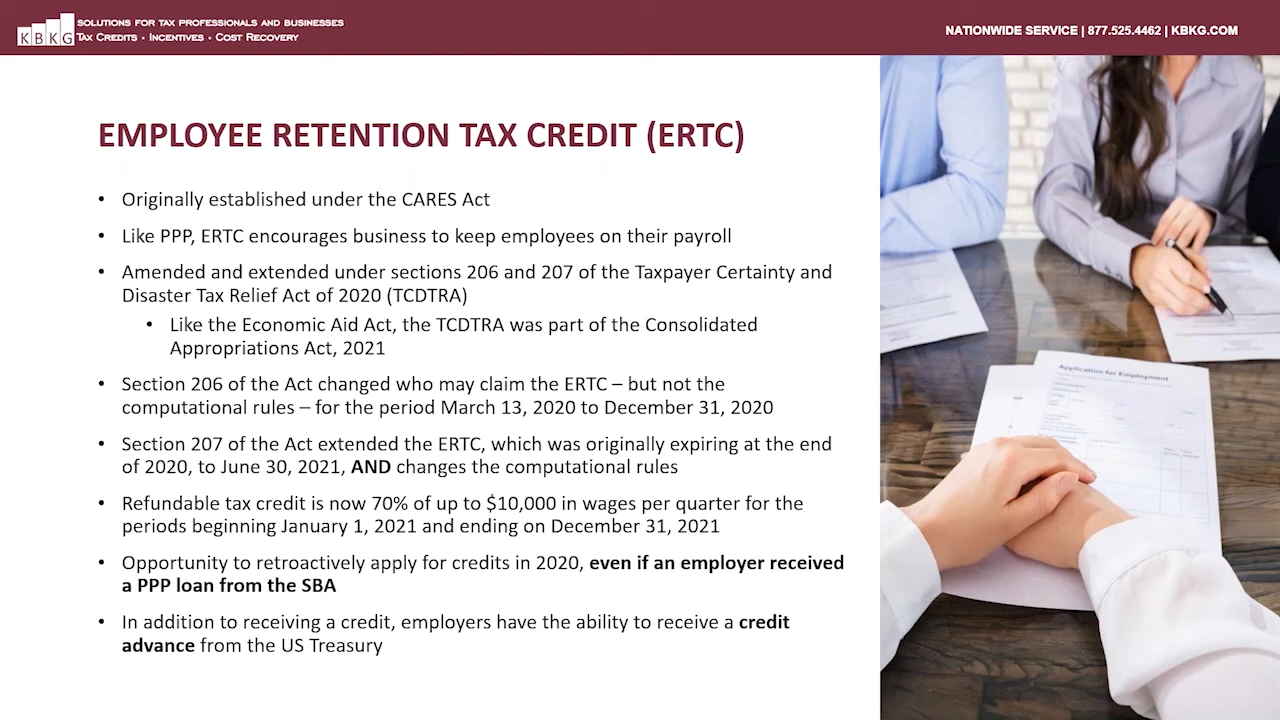 KBKG
SOLUTIONS FOR TAX PROFESSIONALS AND BUSINESSES
TAX CREDITS · INCENTIVES · COST RECOVERY
NATIONWIDE SERVICE | 877.525.4462 | KBKG.COM
EMPLOYEE RETENTION TAX CREDIT (ERTC)
• Originally established under the CARES Act
• Like PPP, ERTC encourages business to keep employees on their payroll
• Amended and extended under sections 206 and 207 of the Taxpayer Certainty and
Disaster Tax Relief Act of 2020 (TCDTRA)
• Like the Economic Aid Act, the TCDTRA was part of the Consolidated
Appropriations Act, 2021
• Section 206 of the Act changed who may claim the ERTC – but not the
computational rules – for the period March 13, 2020 to December 31, 2020
• Section 207 of the Act extended the ERTC, which was originally expiring at the end
of 2020, to June 30, 2021, AND changes the computational rules
• Refundable tax credit is now 70% of up to $10,000 in wages per quarter for the
periods beginning January 1, 2021 and ending on December 31, 2021
• Opportunity to retroactively apply for credits in 2020, even if an employer received
a PPP loan from the SBA
• In addition to receiving a credit, employers have the ability to receive a credit
advance from the US Treasury
Application for Employment